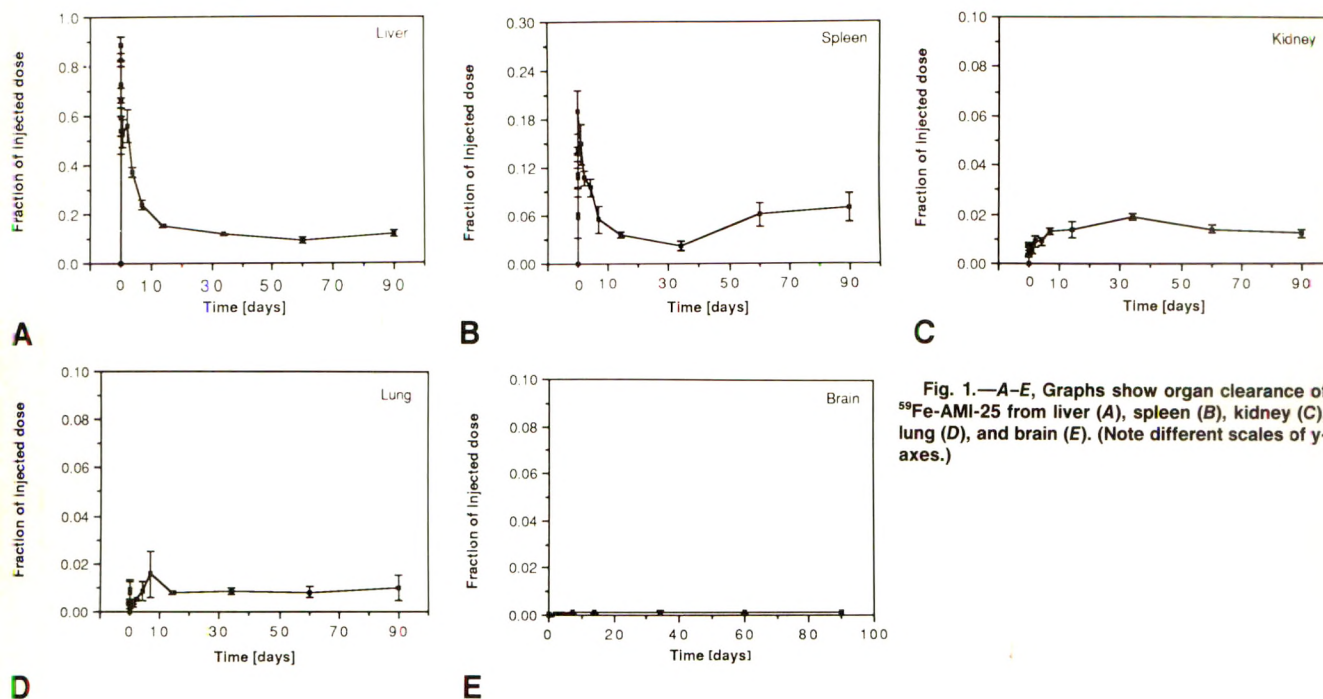 Liver
Fraction of injected dose
1.0
0.8
0.6
0.4
0.2
0.0
0 10 30 50 70 90
Time [days]
A
Spleen
Fraction of injected dose
0.30
0.24
0.18
0.12
0.06
0.00
0 10 30 50 70 90
Time [days]
B
Kidney
Fraction of injected dose
0.10
0.08
0.06
0.04
0.02
0.00
0 10 30 50 70 90
Time [days]
C
Lung
Fraction of injected dose
0.10
0.08
0.06
0.04
0.02
0.00
0 10 30 50 70 90
Time [days]
D
Brain
Fraction of injected dose
0.10
0.08
0.06
0.04
0.02
0.00
0 20 40 60 80 100
Time [days]
E
Fig. 1.—A–E, Graphs show organ clearance of
⁵⁹Fe-AMI-25 from liver (A), spleen (B), kidney (C)
lung (D), and brain (E). (Note different scales of y-
axes.)